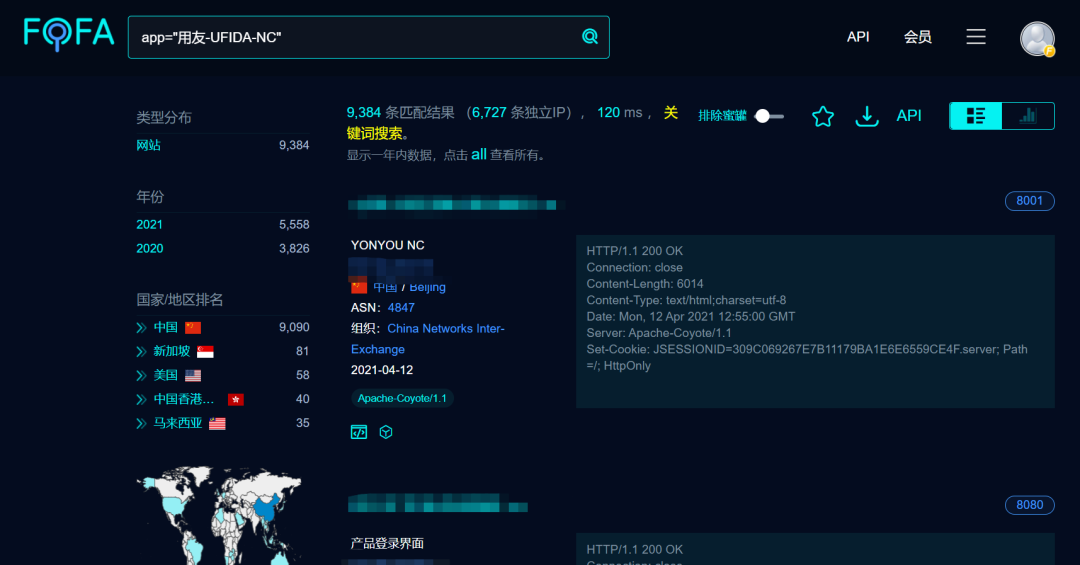 FOFA
app="用友-UFIDA-NC"
API
会员
类型分布
网站 9,384
年份
2021 5,558
2020 3,826
国家/地区排名
中国 9,090
新加坡 81
美国 58
中国香港... 40
马来西亚 35
9,384 条匹配结果 （6,727 条独立IP）， 120 ms ， 关
键词搜索。
显示一年内数据，点击 all 查看所有。
排除蜜罐
API
8001
YONYOU NC
中国 / Beijing
ASN: 4847
组织: China Networks Inter-
Exchange
2021-04-12
Apache-Coyote/1.1
HTTP/1.1 200 OK
Connection: close
Content-Length: 6014
Content-Type: text/html;charset=utf-8
Date: Mon, 12 Apr 2021 12:55:00 GMT
Server: Apache-Coyote/1.1
Set-Cookie: JSESSIONID=309C069267E7B11179BA1E6E6559CE4F.server; Path
=/; HttpOnly
8080
产品登录界面
HTTP/1.1 200 OK
Connection: close